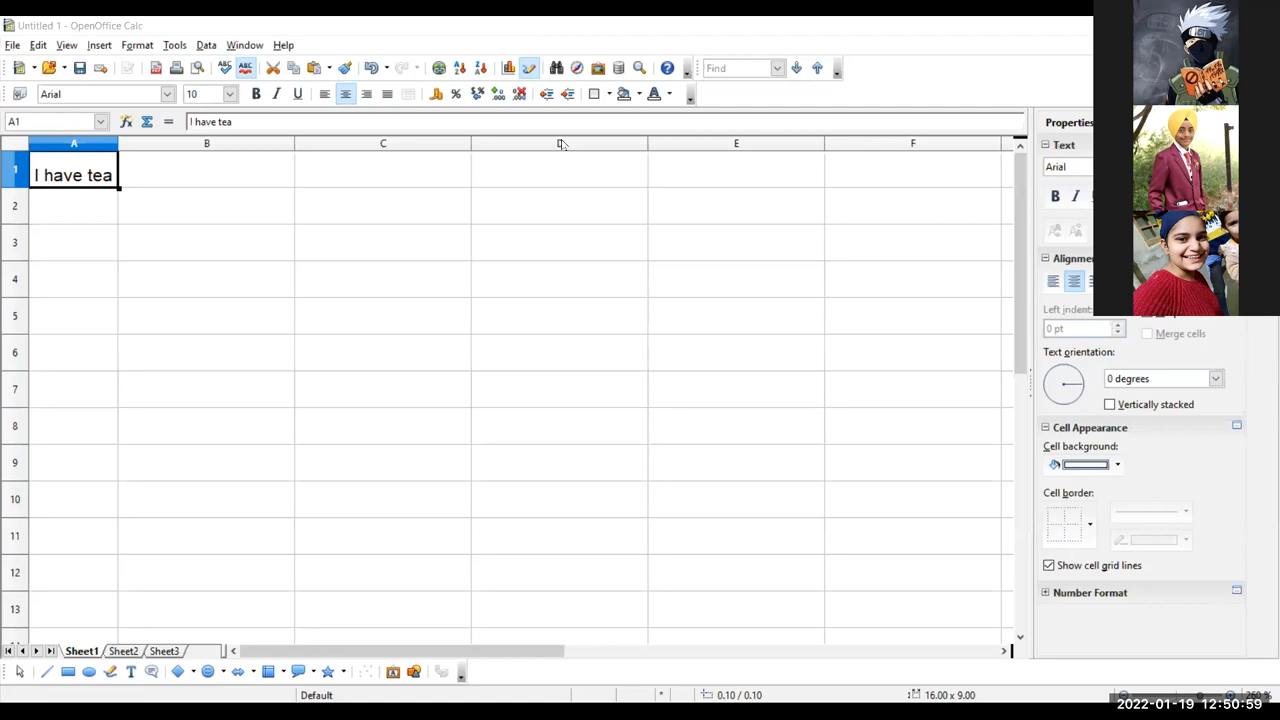 Untitled 1 - OpenOffice Calc
File Edit View Insert Format Tools Data Window Help
Find
Arial 10
A1 I have tea
A B C D E F
1 I have tea
2
3
4
5
6
7
8
9
10
11
12
13
Properties
Text
Arial
B I
Alignme
Left indent:
0 pt Merge cells
Text orientation:
0 degrees
Vertically stacked
Cell Appearance
Cell background:
Cell border:
Show cell grid lines
Number Format
Sheet1 Sheet2 Sheet3
Default * 0.10 / 0.10 16.00 x 9.00 260 %
2022-01-19 12:50:59